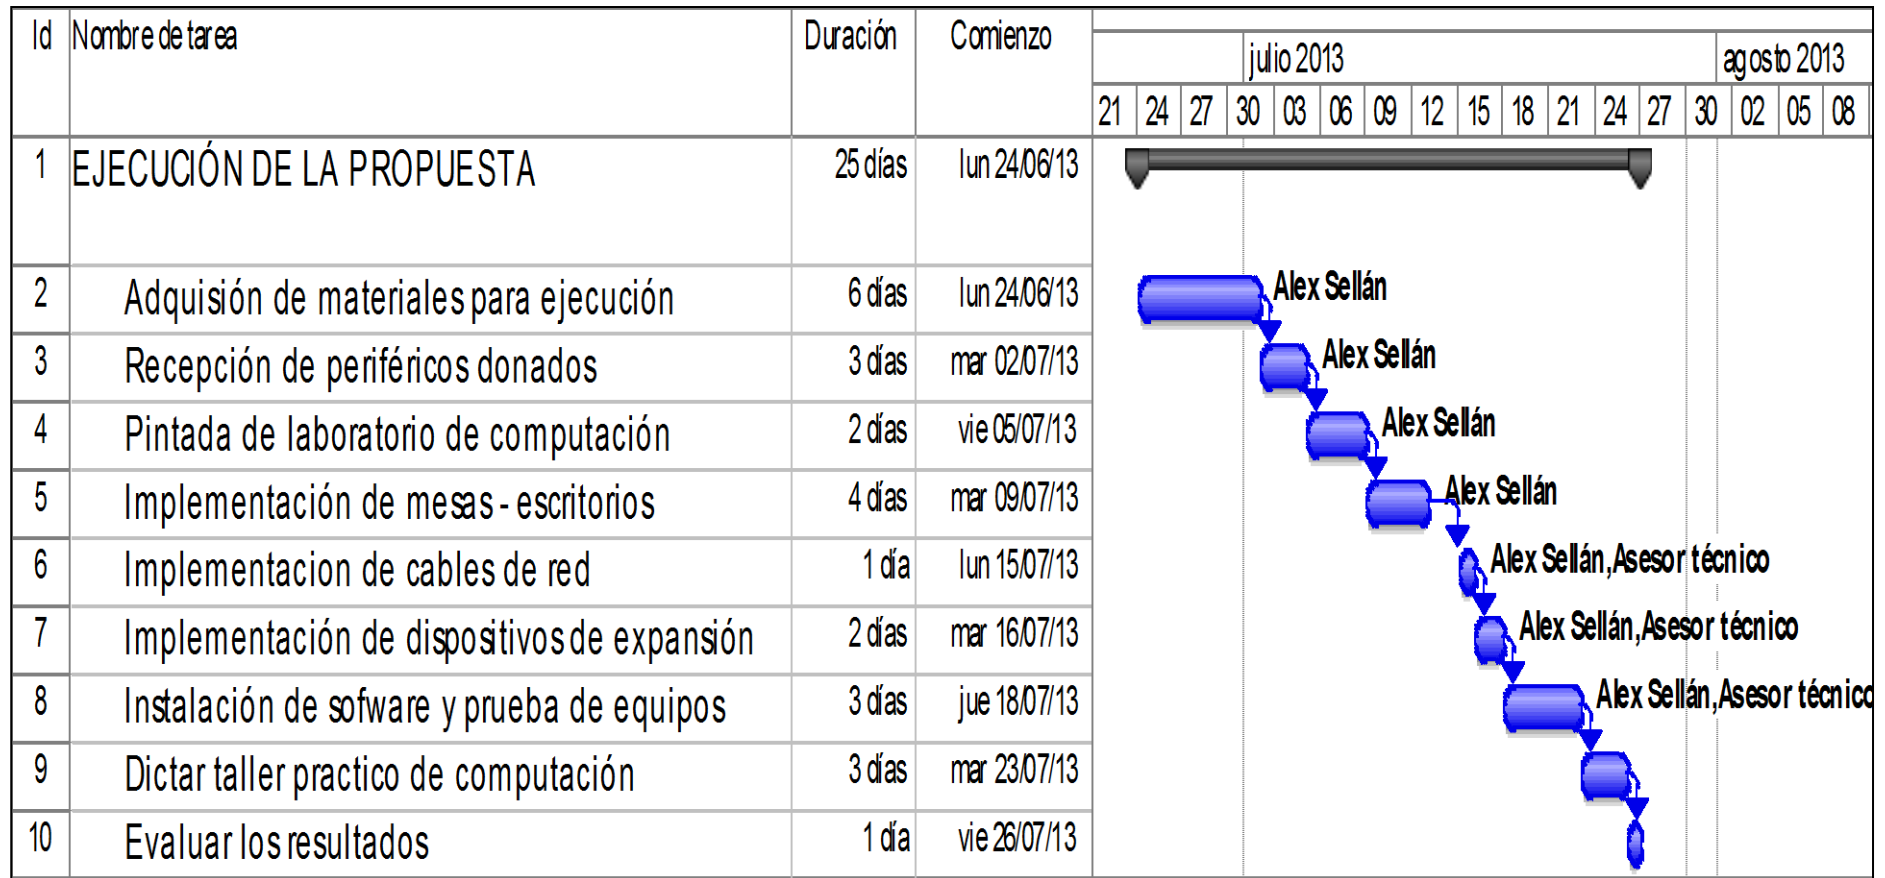 Id Nombre de tarea Duración Comienzo
julio 2013 agosto 2013
21 24 27 30 03 06 09 12 15 18 21 24 27 30 02 05 08
1 EJECUCIÓN DE LA PROPUESTA 25 días lun 24/06/13
2 Adquisión de materiales para ejecución 6 días lun 24/06/13 Alex Sellán
3 Recepción de periféricos donados 3 días mar 02/07/13 Alex Sellán
4 Pintada de laboratorio de computación 2 días vie 05/07/13 Alex Sellán
5 Implementación de mesas - escritorios 4 días mar 09/07/13 Alex Sellán
6 Implementacion de cables de red 1 día lun 15/07/13 Alex Sellán,Asesor técnico
7 Implementación de dispositivos de expansión 2 días mar 16/07/13 Alex Sellán,Asesor técnico
8 Instalación de sofware y prueba de equipos 3 días jue 18/07/13 Alex Sellán,Asesor técnico
9 Dictar taller practico de computación 3 días mar 23/07/13
10 Evaluar los resultados 1 día vie 26/07/13